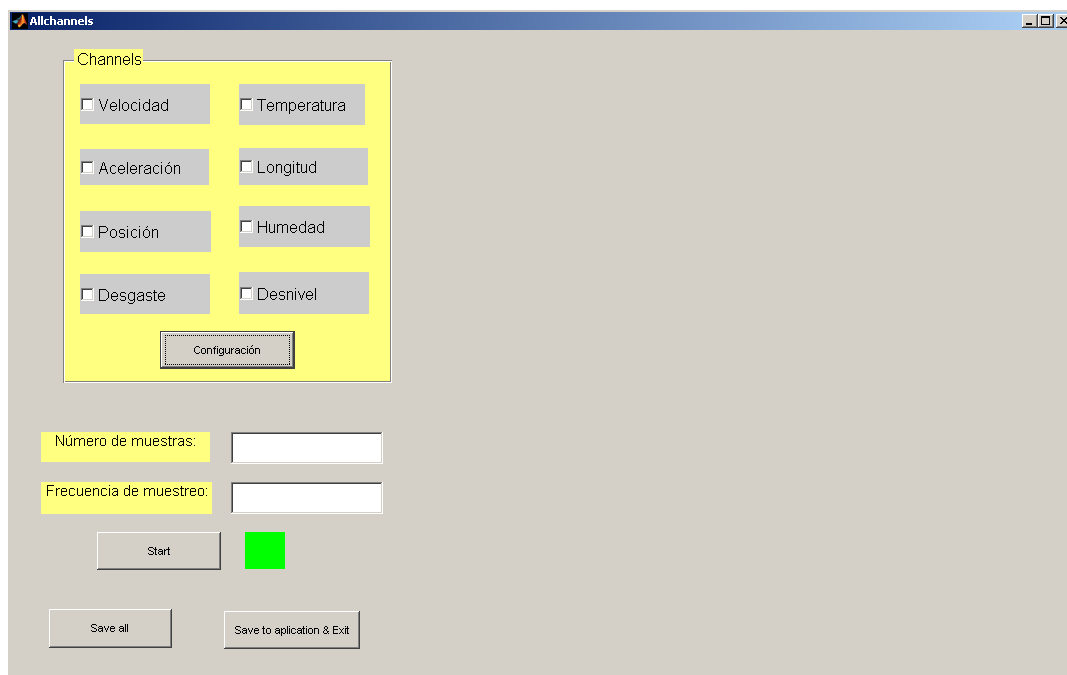 Allchannels
Channels
Velocidad
Temperatura
Aceleración
Longitud
Posición
Humedad
Desgaste
Desnivel
Configuración
Número de muestras:
Frecuencia de muestreo:
Start
Save all
Save to aplication & Exit